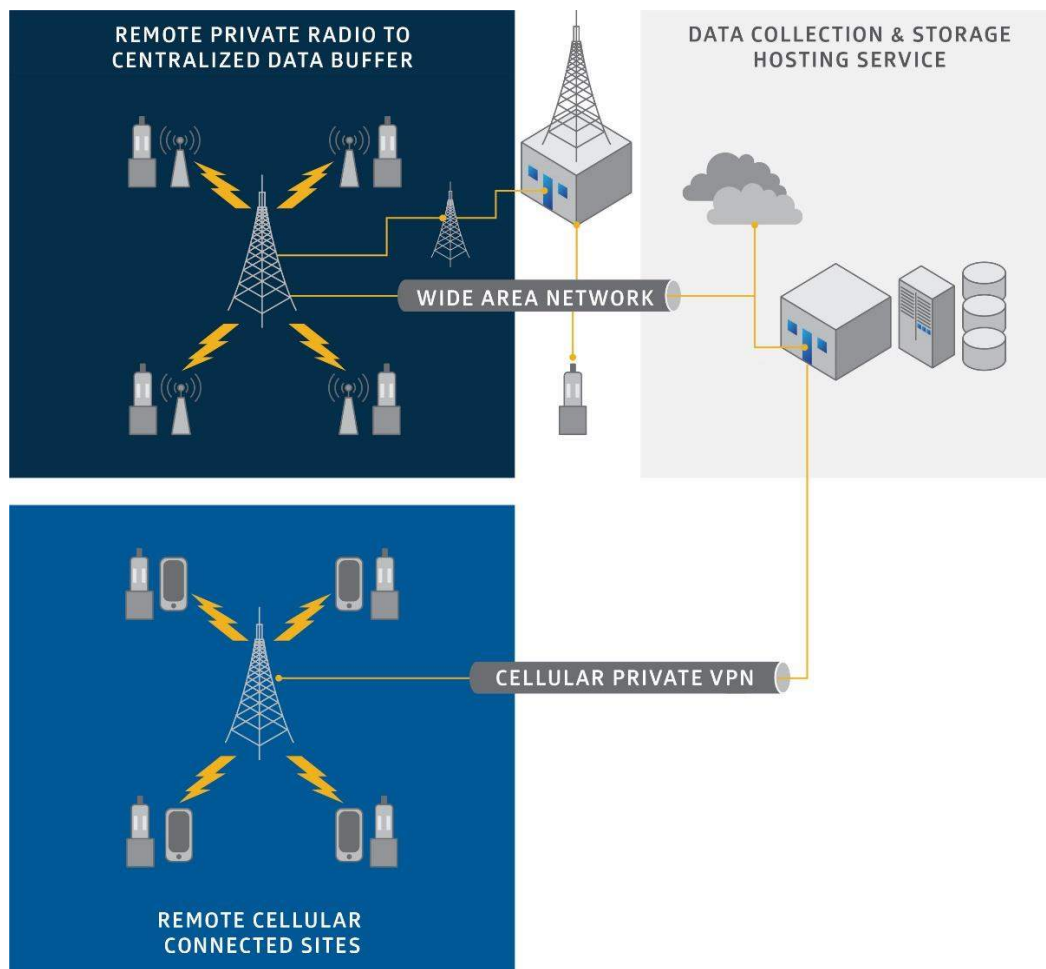 REMOTE PRIVATE RADIO TO
CENTRALIZED DATA BUFFER
DATA COLLECTION & STORAGE
HOSTING SERVICE
WIDE AREA NETWORK
CELLULAR PRIVATE VPN
REMOTE CELLULAR
CONNECTED SITES